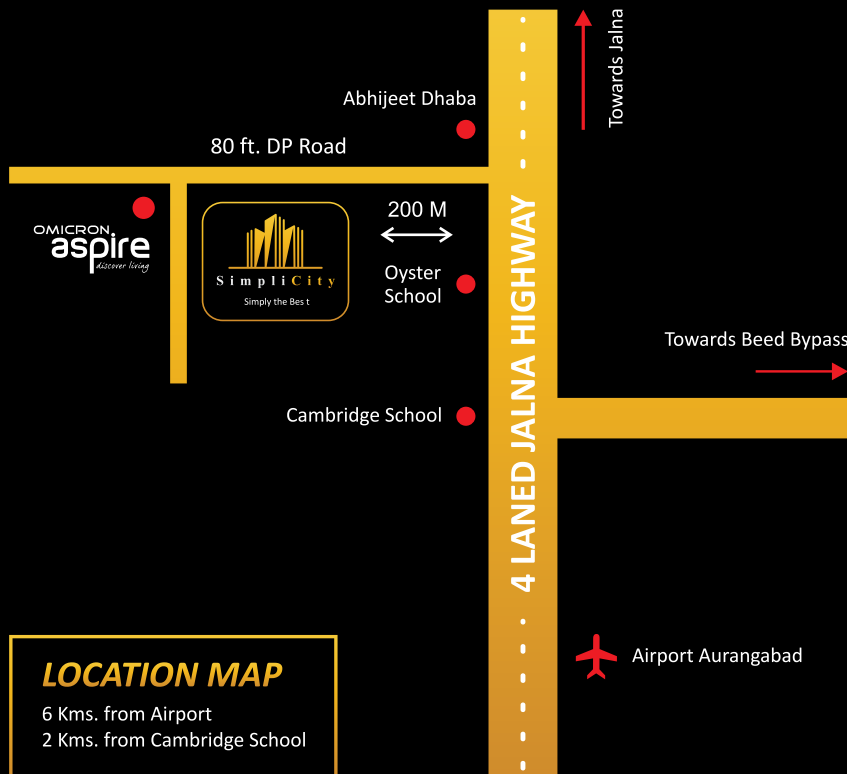 Towards Jalna
Abhijeet Dhaba
80 ft. DP Road
OMICRON
aspire
discover living
SimpliCity
Simply the Best
200 M
Oyster
School
4 LANED JALNA HIGHWAY
Towards Beed Bypass
Cambridge School
Airport Aurangabad
LOCATION MAP
6 Kms. from Airport
2 Kms. from Cambridge School